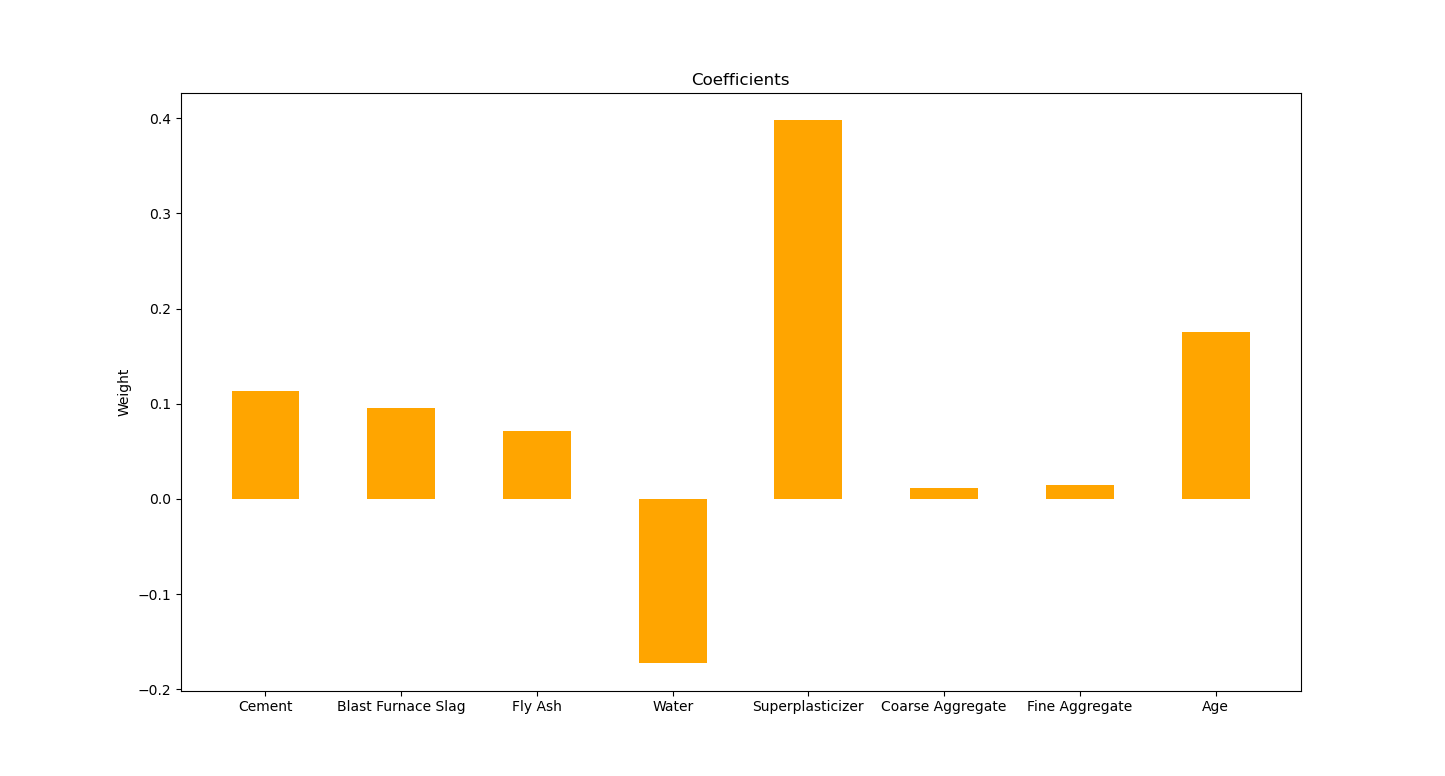 Coefficients
0.4
0.3
0.2
0.1
0.0
−0.1
−0.2
Weight
Cement Blast Furnace Slag Fly Ash Water Superplasticizer Coarse Aggregate Fine Aggregate Age